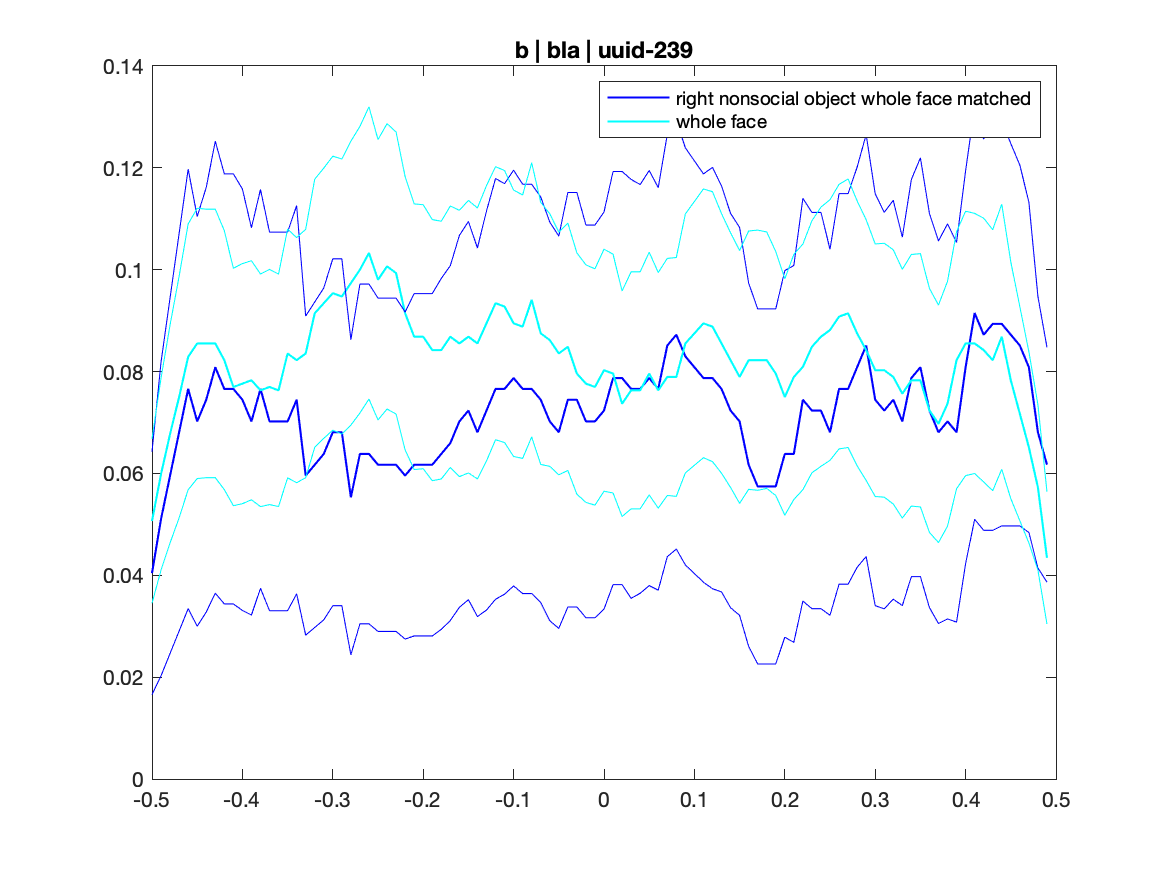 b | bla | uuid-239
right nonsocial object whole face matched
whole face
0.14
0.12
0.1
0.08
0.06
0.04
0.02
0
-0.5 -0.4 -0.3 -0.2 -0.1 0 0.1 0.2 0.3 0.4 0.5